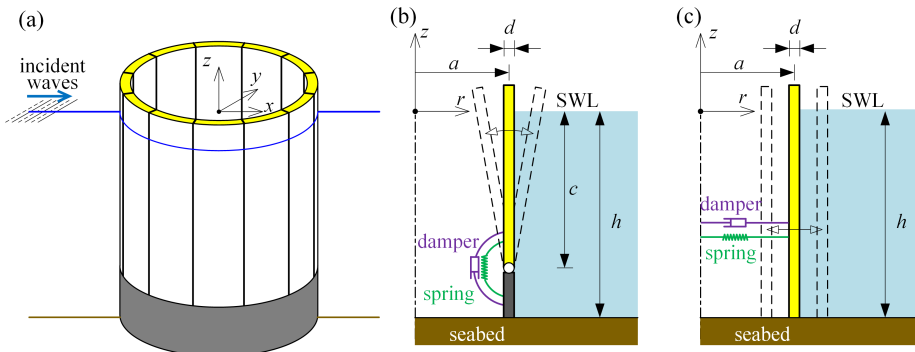 (a)
incident
waves
z
y
x
(b)
z
d
a
r
SWL
c
h
damper
spring
seabed
(c)
z
d
a
r
SWL
h
damper
spring
seabed